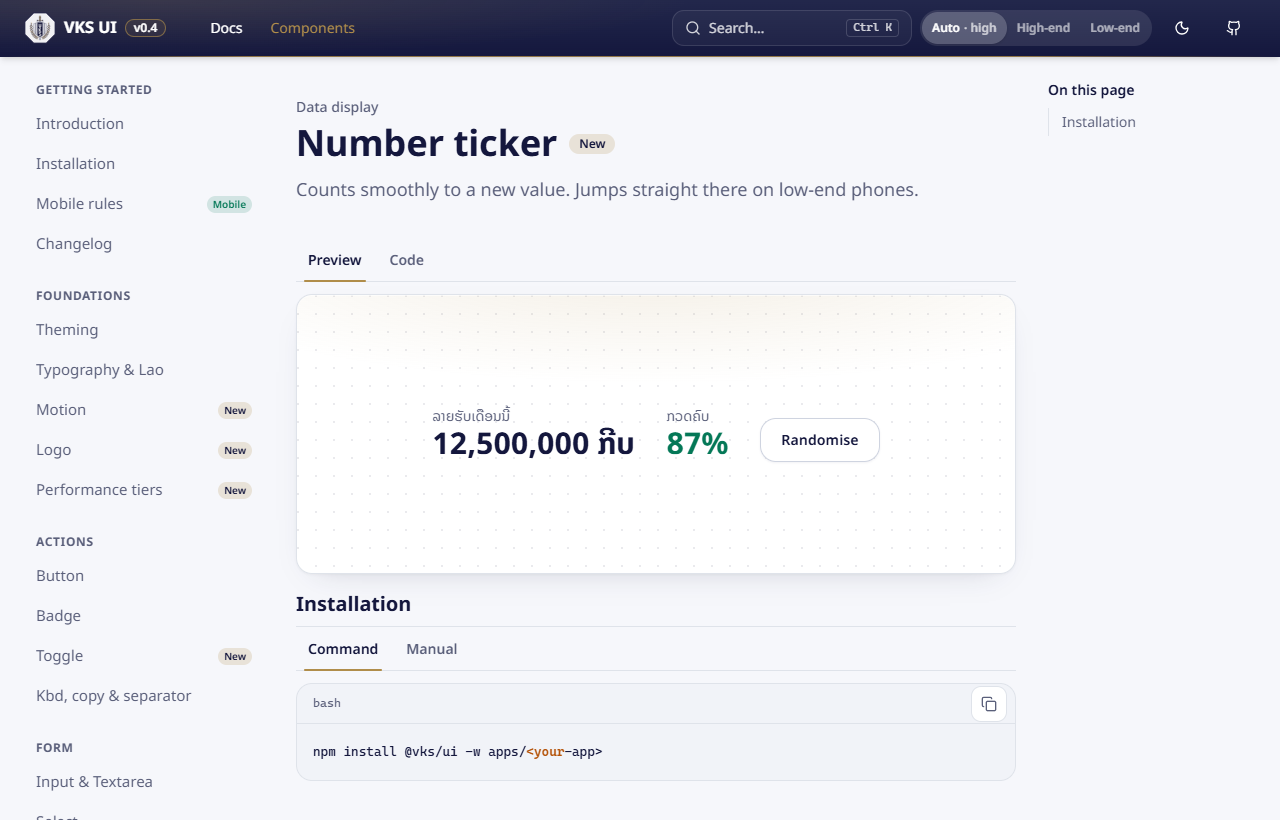 VKS UI v0.4 Docs Components Search... Ctrl K Auto · high High-end Low-end
GETTING STARTED
Introduction
Installation
Mobile rules Mobile
Changelog
FOUNDATIONS
Theming
Typography & Lao
Motion New
Logo New
Performance tiers New
ACTIONS
Button
Badge
Toggle New
Kbd, copy & separator
FORM
Input & Textarea
Select
Data display
Number ticker New
Counts smoothly to a new value. Jumps straight there on low-end phones.
Preview Code
ລາຍຮັບເດືອນນີ້ ກວດຄົບ
12,500,000 ກີບ 87% Randomise
Installation
Command Manual
bash
npm install @vks/ui -w apps/<your-app>
On this page
Installation